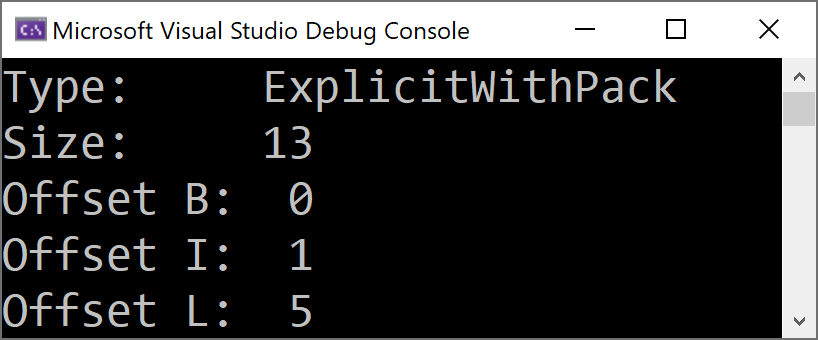 C:\
Microsoft Visual Studio Debug Console
Type:     ExplicitWithPack
Size:     13
Offset B:  0
Offset I:  1
Offset L:  5